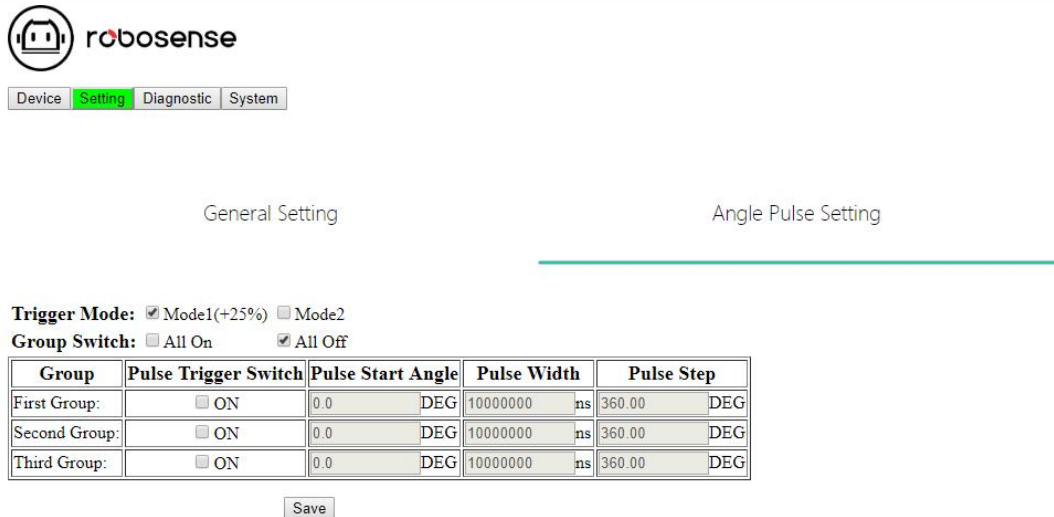 robosense
Device Setting Diagnostic System
General Setting Angle Pulse Setting
Trigger Mode: Mode1(+25%) Mode2
Group Switch: All On All Off
Group Pulse Trigger Switch Pulse Start Angle Pulse Width Pulse Step
First Group: ON 0.0 DEG 10000000 ns 360.00 DEG
Second Group: ON 0.0 DEG 10000000 ns 360.00 DEG
Third Group: ON 0.0 DEG 10000000 ns 360.00 DEG
Save